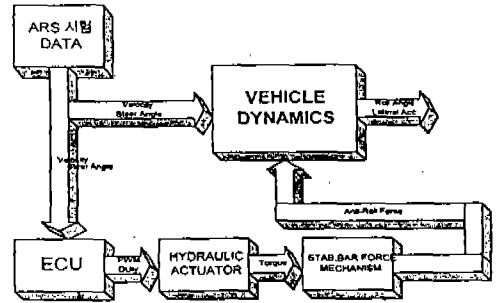 ARS 시험
DATA
Velocity
Steer Angle
VEHICLE
DYNAMICS
Roll Angle
Lateral Acc
Velocity
Steer Angle
Anti-Roll Force
ECU
PWM
Duty
HYDRAULIC
ACTUATOR
Torque
STAB.BAR FORCE
MECHANISM